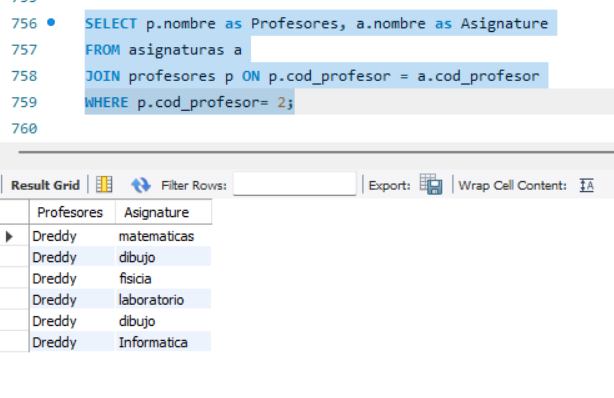 756 SELECT p.nombre as Profesores, a.nombre as Asignature
757 FROM asignaturas a
758 JOIN profesores p ON p.cod_profesor = a.cod_profesor
759 WHERE p.cod_profesor= 2;
760
Result Grid Filter Rows: Export: Wrap Cell Content:
Profesores Asignature
Dreddy matematicas
Dreddy dibujo
Dreddy fisicia
Dreddy laboratorio
Dreddy dibujo
Dreddy Informatica